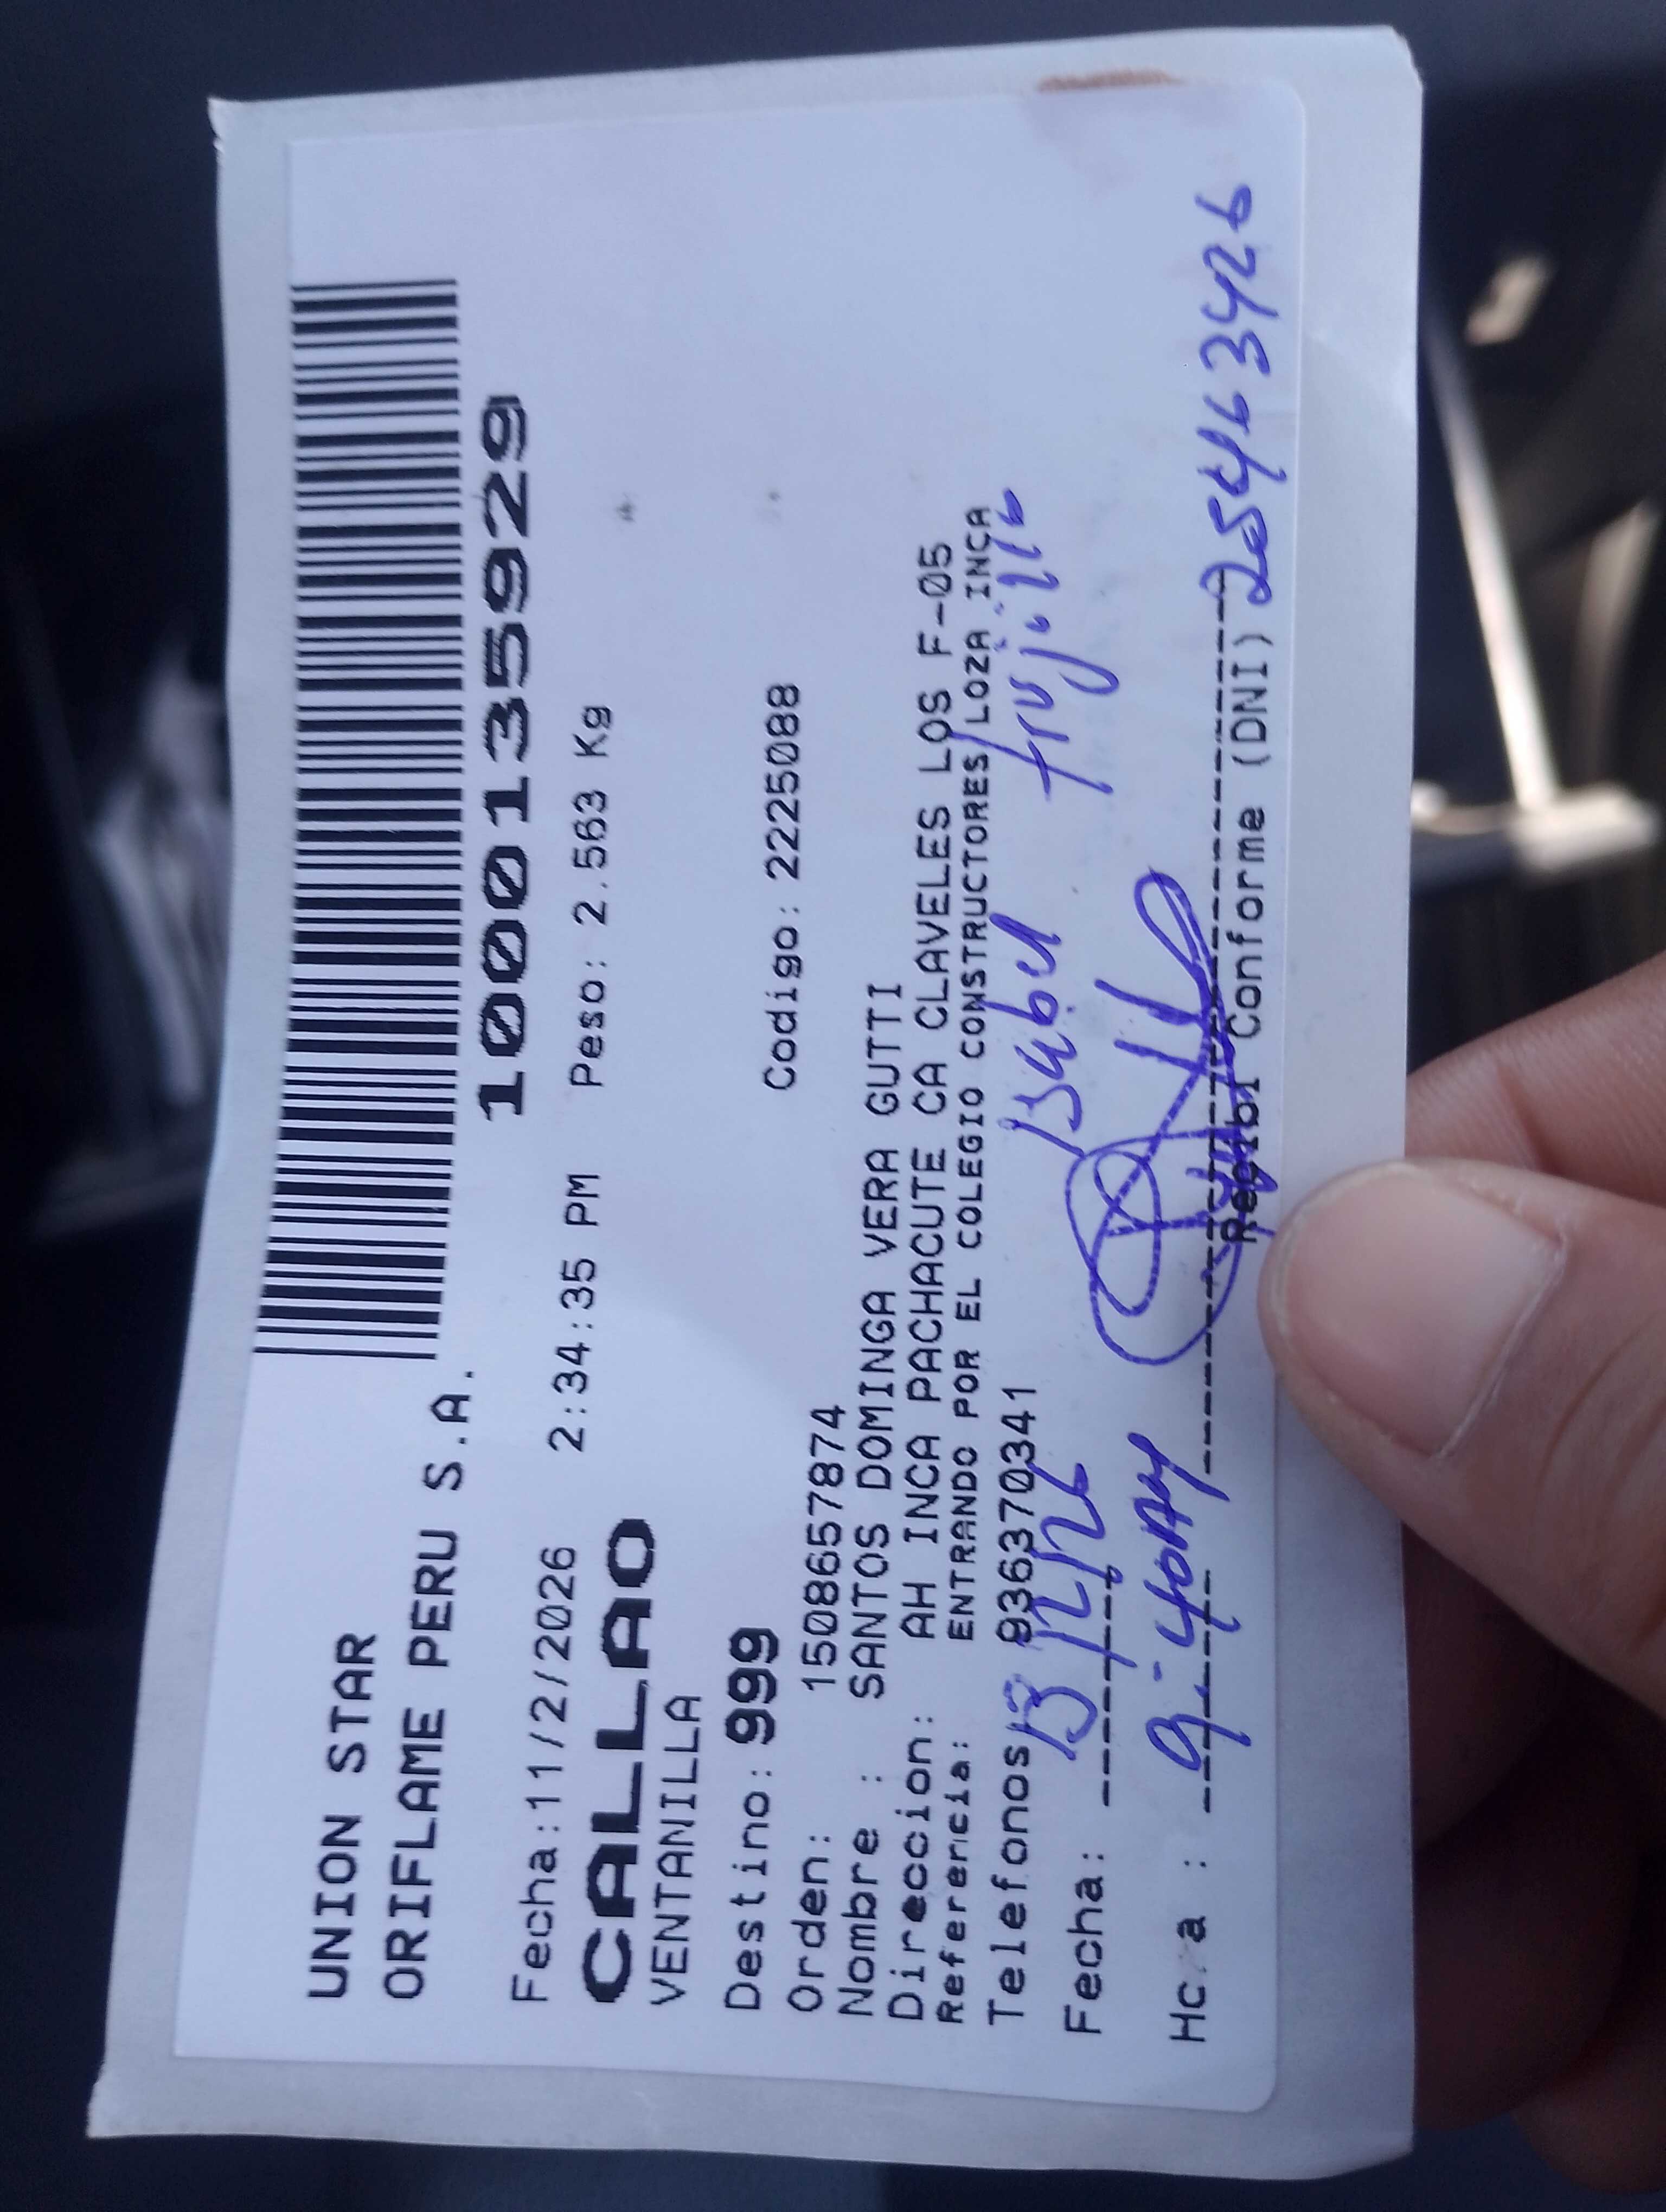 UNION STAR
ORIFLAME PERU S.A.
1000135929
Fecha:11/2/2026 2:34:35 PM Peso: 2.563 Kg
CALLAO
VENTANILLA
Destino: 999 Codigo: 2225088
Orden: 1508657874
Nombre : SANTOS DOMINGA VERA GUTTI
Direccion: AH INCA PACHACUTE CA CLAVELES LOS F-05
Referencia: ENTRANDO POR EL COLEGIO CONSTRUCTORES/LOZA INCA
Telefonos 936370341 Isabel trujillo
Fecha: 13/2/26
Hc.a : 9:40AM
Recibi Conforme (DNI) 25463426